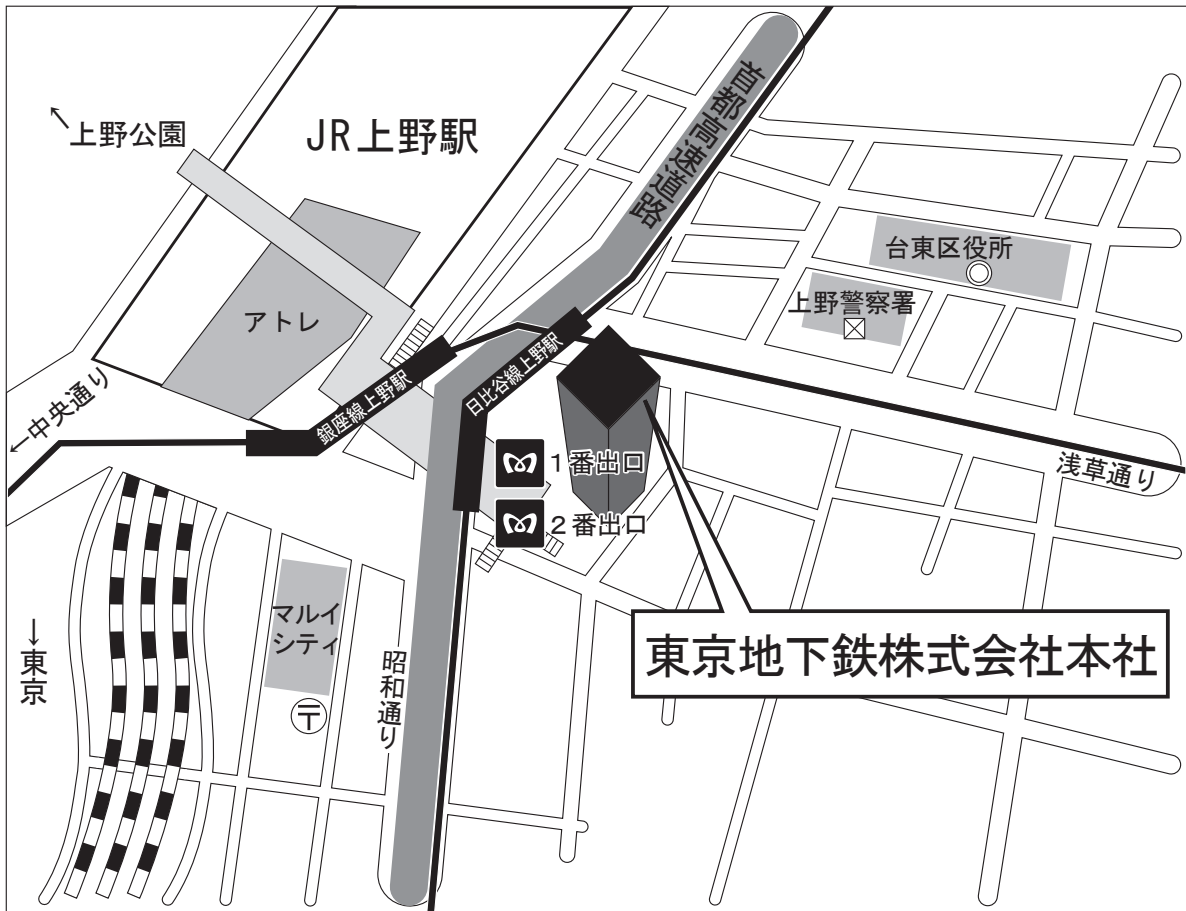 首都高速道路
上野公園
JR上野駅
台東区役所
上野警察署
アトレ
日比谷線上野駅
銀座線上野駅
←中央通り
1番出口
浅草通り
2番出口
マルイ
シティ
東京地下鉄株式会社本社
←東京
昭和通り
〒